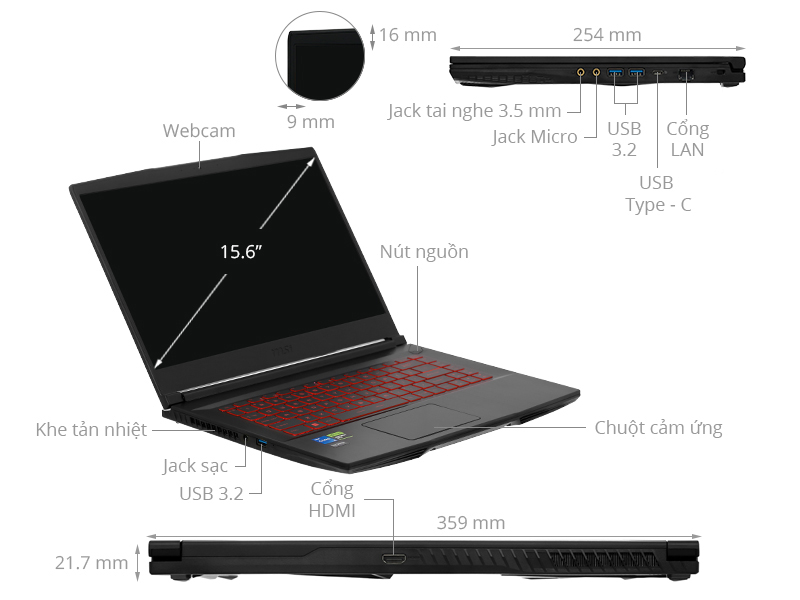 16 mm
9 mm
254 mm
Jack tai nghe 3.5 mm
Jack Micro
USB
3.2
Cổng
LAN
USB
Type - C
Webcam
15.6”
Nút nguồn
Khe tản nhiệt
Chuột cảm ứng
Jack sạc
USB 3.2
Cổng
HDMI
359 mm
21.7 mm